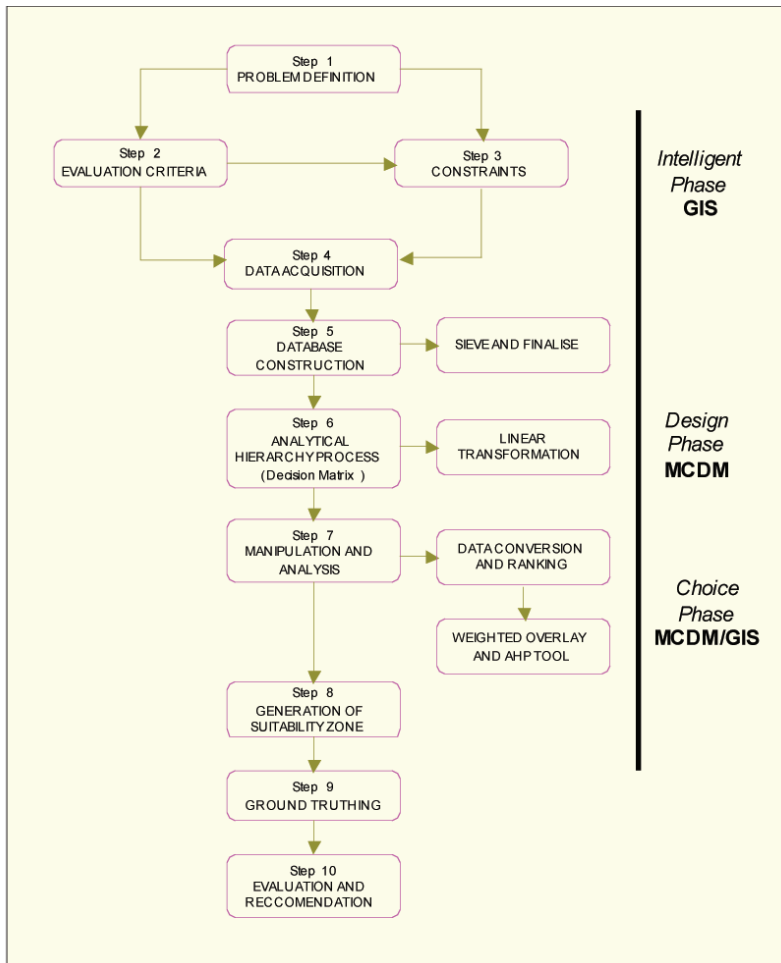 Step 1
PROBLEM DEFINITION
Step 2
EVALUATION CRITERIA
Step 3
CONSTRAINTS
Intelligent
Phase
GIS
Step 4
DATA ACQUISITION
Step 5
DATABASE
CONSTRUCTION
SIEVE AND FINALISE
Step 6
ANALYTICAL
HIERARCHY PROCESS
(Decision Matrix )
LINEAR
TRANSFORMATION
Design
Phase
MCDM
Step 7
MANIPULATION AND
ANALYSIS
DATA CONVERSION
AND RANKING
WEIGHTED OVERLAY
AND AHP TOOL
Choice
Phase
MCDM/GIS
Step 8
GENERATION OF
SUITABILITY ZONE
Step 9
GROUND TRUTHING
Step 10
EVALUATION AND
RECCOMENDATION